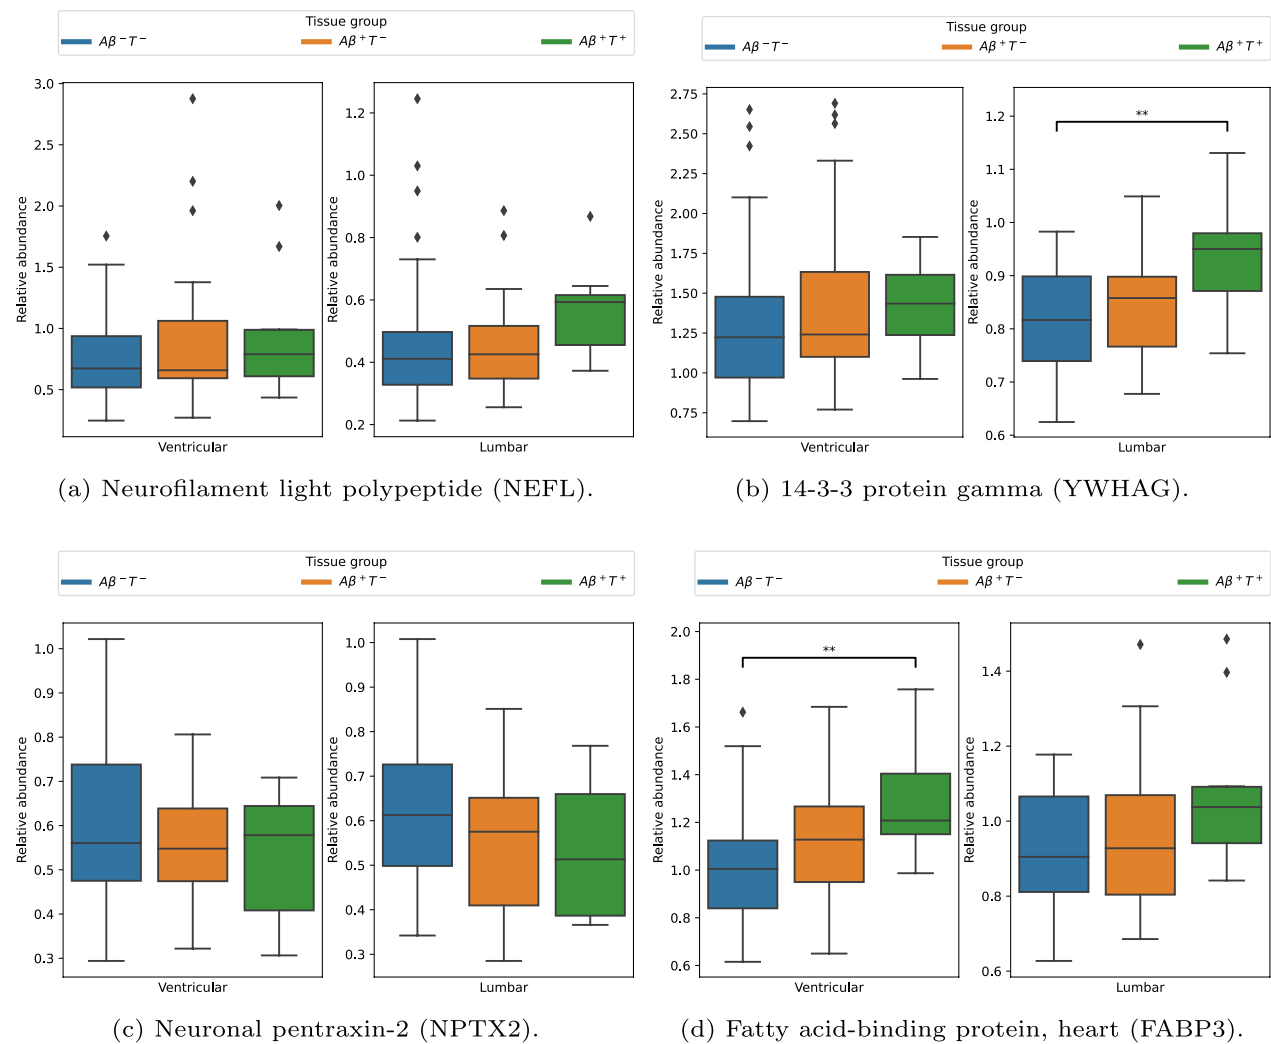 Tissue group
Aβ⁻T⁻ Aβ⁺T⁻ Aβ⁺T⁺
3.0
2.5
2.0
1.5
1.0
0.5
Relative abundance
Ventricular
1.2
1.0
0.8
0.6
0.4
0.2
Relative abundance
Lumbar
(a) Neurofilament light polypeptide (NEFL).
Tissue group
Aβ⁻T⁻ Aβ⁺T⁻ Aβ⁺T⁺
2.75
2.50
2.25
2.00
1.75
1.50
1.25
1.00
0.75
Relative abundance
Ventricular
**
1.2
1.1
1.0
0.9
0.8
0.7
0.6
Relative abundance
Lumbar
(b) 14-3-3 protein gamma (YWHAG).
Tissue group
Aβ⁻T⁻ Aβ⁺T⁻ Aβ⁺T⁺
1.0
0.9
0.8
0.7
0.6
0.5
0.4
0.3
Relative abundance
Ventricular
1.0
0.9
0.8
0.7
0.6
0.5
0.4
0.3
Relative abundance
Lumbar
(c) Neuronal pentraxin-2 (NPTX2).
Tissue group
Aβ⁻T⁻ Aβ⁺T⁻ Aβ⁺T⁺
**
2.0
1.8
1.6
1.4
1.2
1.0
0.8
0.6
Relative abundance
Ventricular
1.4
1.2
1.0
0.8
0.6
Relative abundance
Lumbar
(d) Fatty acid-binding protein, heart (FABP3).